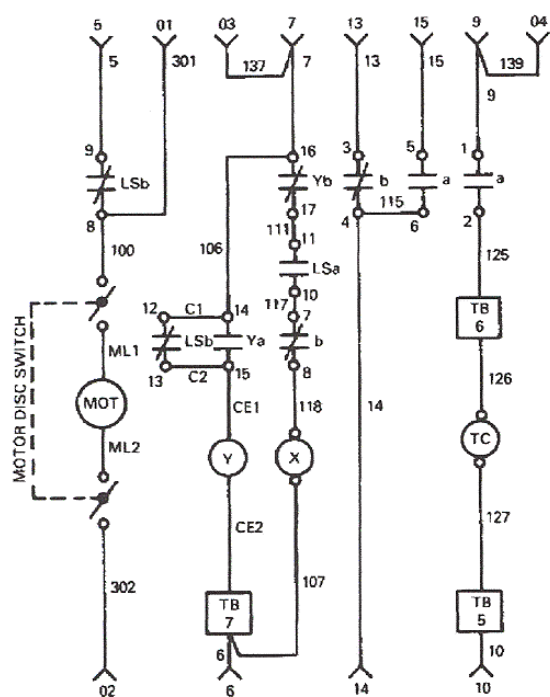 5 01 03 7 13 15 9 04
5 301 137 7 13 15 139
9
9 16 3 5 1
LSb Yb b a a
8 17 4 115 6 2
111 11
100 106 LSa 125
10
12 C1 14 117 7 TB 6
LSb Ya b
13 C2 15 8 126
ML1
MOT CE1 118 14
ML2 Y X TC
MOTOR DISC SWITCH
CE2 127
302 107
TB 7 TB 5
6 10
02 6 14 10